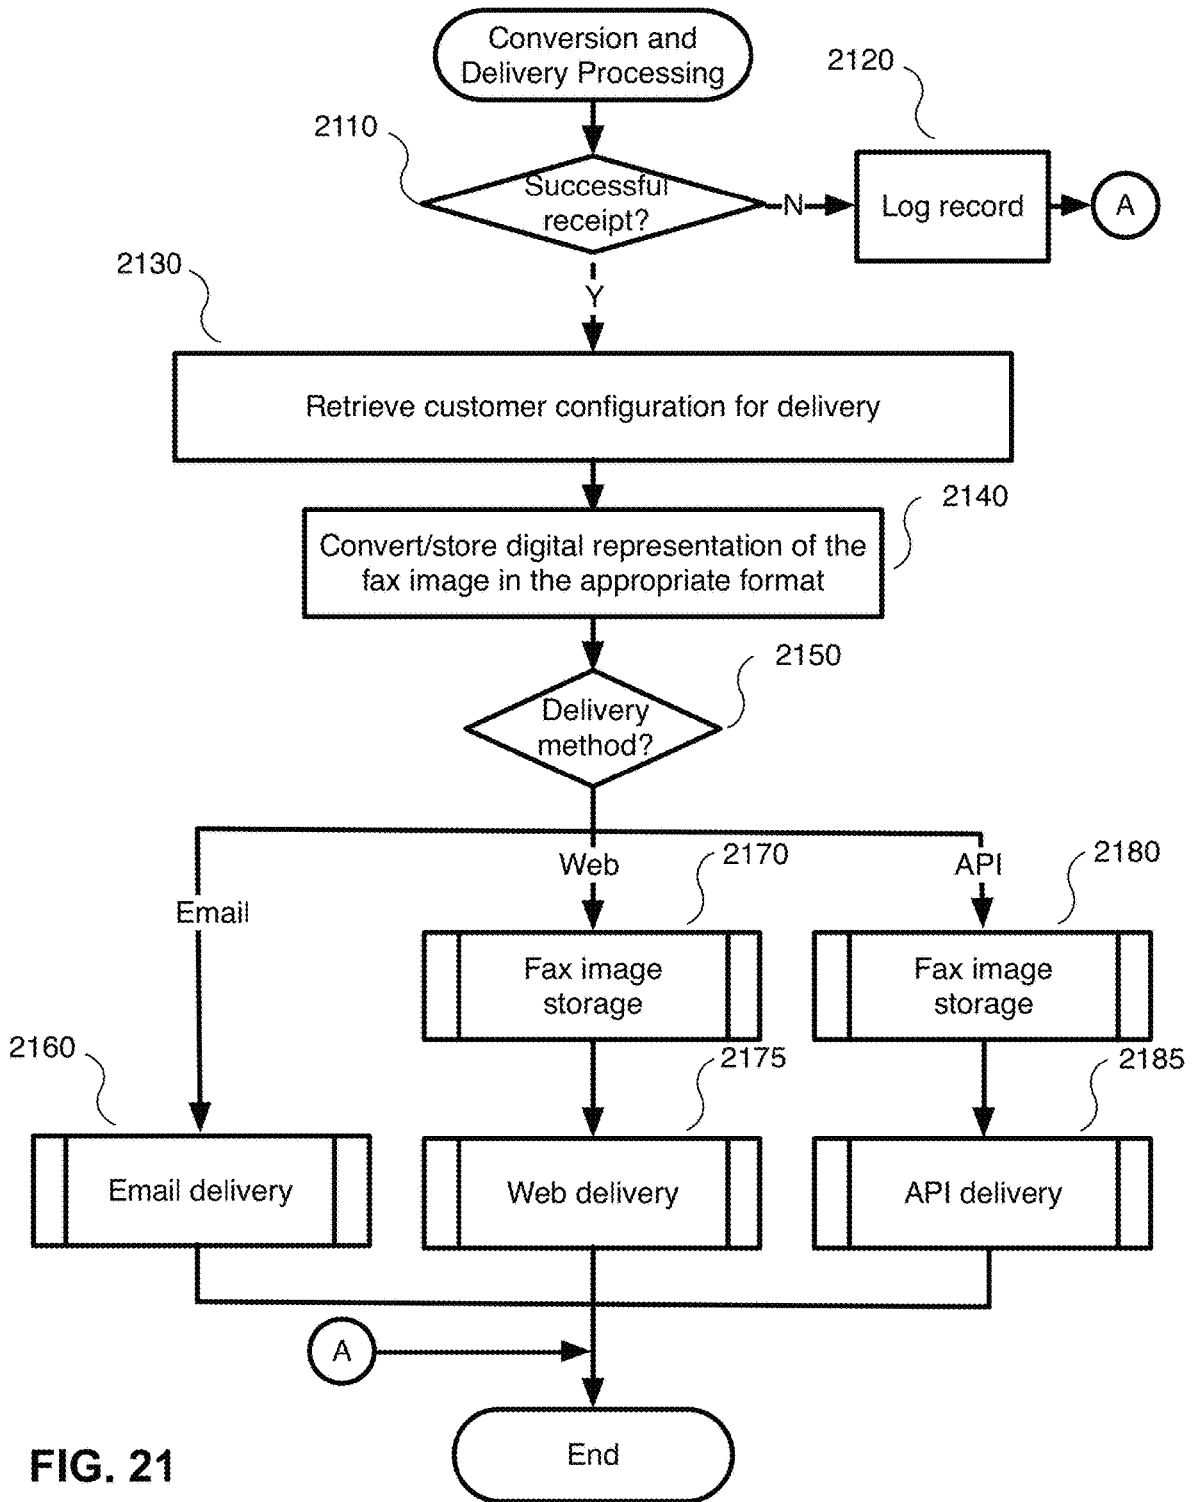 Conversion and
Delivery Processing
2120
2110
Successful
receipt?
N
Log record
A
2130
Y
Retrieve customer configuration for delivery
2140
Convert/store digital representation of the
fax image in the appropriate format
2150
Delivery
method?
Email
Web
2170
API
2180
Fax image
storage
Fax image
storage
2160
2175
2185
Email delivery
Web delivery
API delivery
A
End
FIG. 21